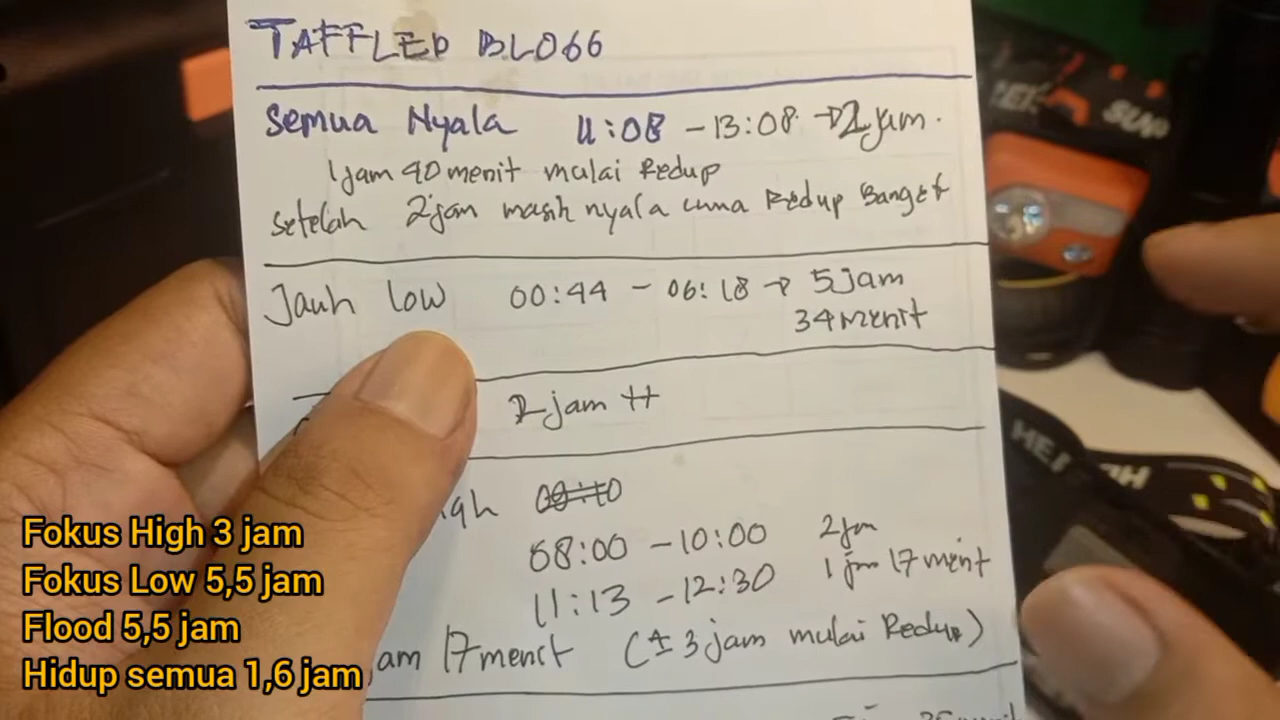 TAFFLED BL066
Semua Nyala 11:08 - 13:08 → 2 jam.
1 jam 40 menit mulai Redup
setelah 2 jam masih nyala cuma Redup Banget
Jauh low 00:44 - 06:18 → 5 Jam
34 Menit
2 jam ++
igh
08:00 - 10:00 2 jm
11:13 - 12:30 1 jm 17 menit
am 17 menit (± 3 jam mulai Redup)
Fokus High 3 jam
Fokus Low 5,5 jam
Flood 5,5 jam
Hidup semua 1,6 jam